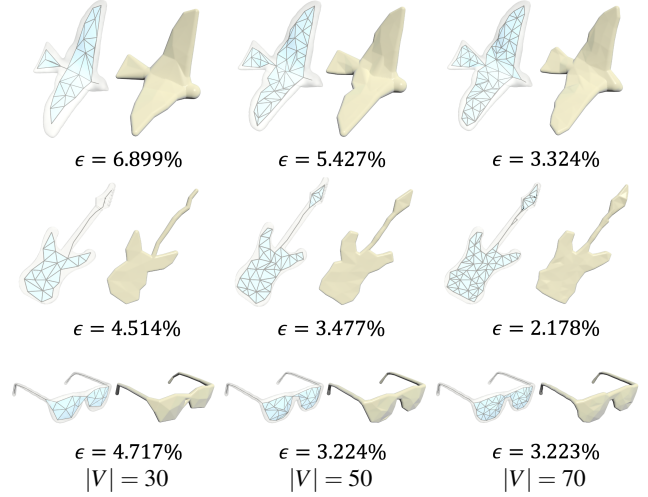 ϵ = 6.899% ϵ = 5.427% ϵ = 3.324%
ϵ = 4.514% ϵ = 3.477% ϵ = 2.178%
ϵ = 4.717% ϵ = 3.224% ϵ = 3.223%
|V| = 30 |V| = 50 |V| = 70